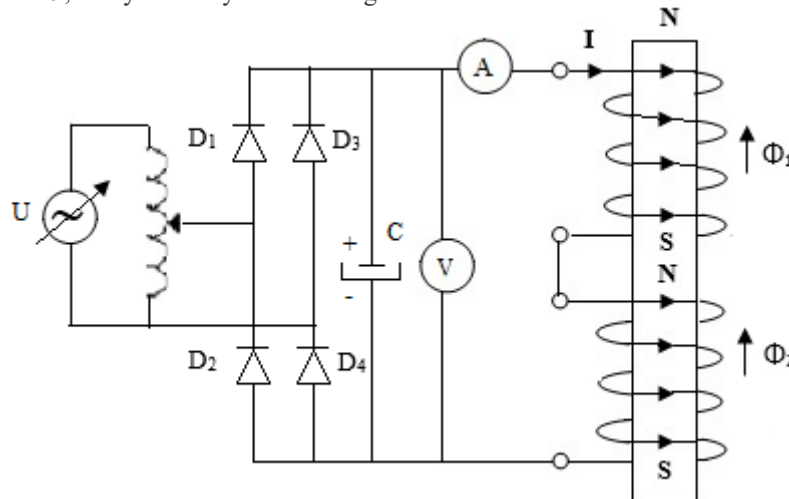 N
I
A
D₁
D₃
Φ₁
U
~
+
C
S
-
V
N
D₂
D₄
Φ₂
S